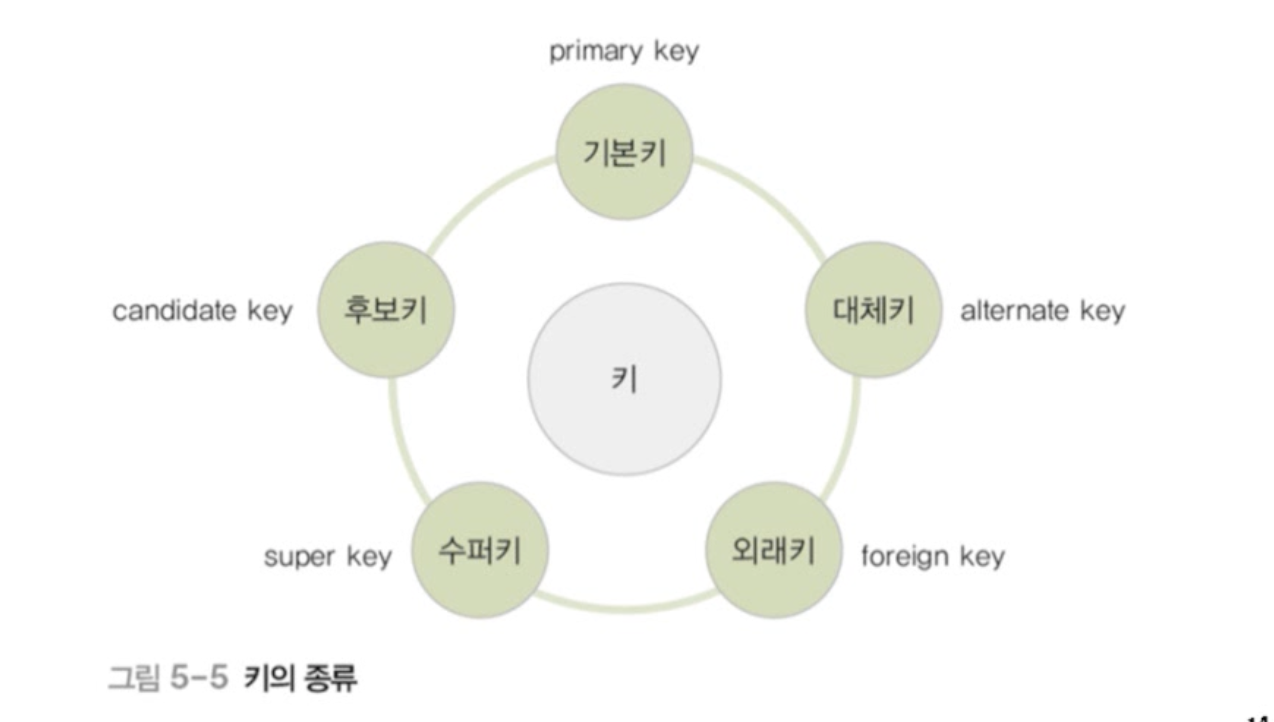 primary key
기본키
candidate key
후보키
대체키
alternate key
키
super key
수퍼키
외래키
foreign key
그림 5-5 키의 종류